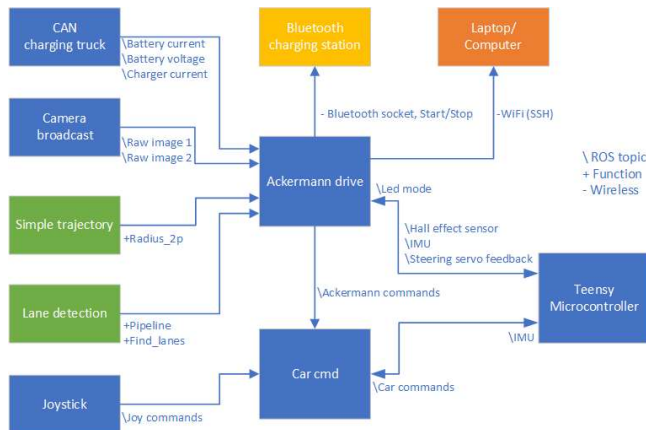 CAN
charging truck
\Battery current
\Battery voltage
\Charger current
Bluetooth
charging station
Laptop/
Computer
Camera
broadcast
\Raw image 1
\Raw image 2
- Bluetooth socket, Start/Stop
-WiFi (SSH)
Ackermann drive
\ ROS topic
+ Function
- Wireless
\Led mode
Simple trajectory
+Radius_2p
\Hall effect sensor
\IMU
\Steering servo feedback
Teensy
Microcontroller
\Ackermann commands
Lane detection
+Pipeline
+Find_lanes
\IMU
Car cmd
\Car commands
Joystick
\Joy commands